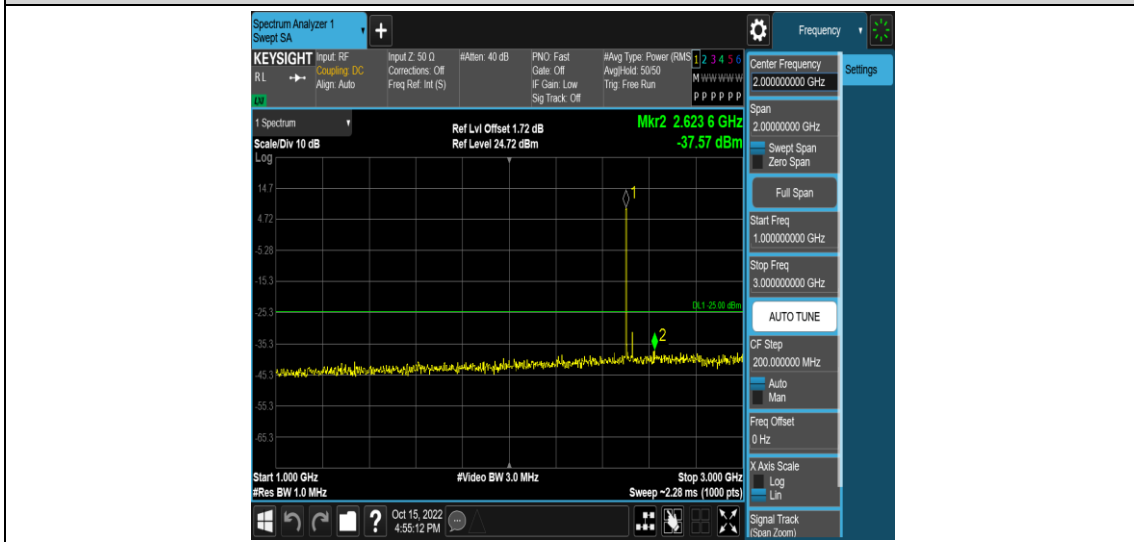 Spectrum Analyzer 1
Swept SA
+
Frequency
KEYSIGHT
RL
LXI
Input: RF
Coupling: DC
Align: Auto
Input Z: 50 Ω
Corrections: Off
Freq Ref: Int (S)
#Atten: 40 dB
PNO: Fast
Gate: Off
IF Gain: Low
Sig Track: Off
#Avg Type: Power (RMS
Avg|Hold: 50/50
Trig: Free Run
1 2 3 4 5 6
M W W W W W
P P P P P P
1 Spectrum
Scale/Div 10 dB
Log
Ref Lvl Offset 1.72 dB
Ref Level 24.72 dBm
Mkr2 2.623 6 GHz
-37.57 dBm
14.7
4.72
-5.28
-15.3
-25.3
-35.3
-45.3
-55.3
-65.3
1
DL1 -25.00 dBm
2
Start 1.000 GHz
#Res BW 1.0 MHz
#Video BW 3.0 MHz
Stop 3.000 GHz
Sweep ~2.28 ms (1000 pts)
?
Oct 15, 2022
4:55:12 PM
Center Frequency
2.000000000 GHz
Settings
Span
2.00000000 GHz
Swept Span
Zero Span
Full Span
Start Freq
1.000000000 GHz
Stop Freq
3.000000000 GHz
AUTO TUNE
CF Step
200.000000 MHz
Auto
Man
Freq Offset
0 Hz
X Axis Scale
Log
Lin
Signal Track
(Span Zoom)